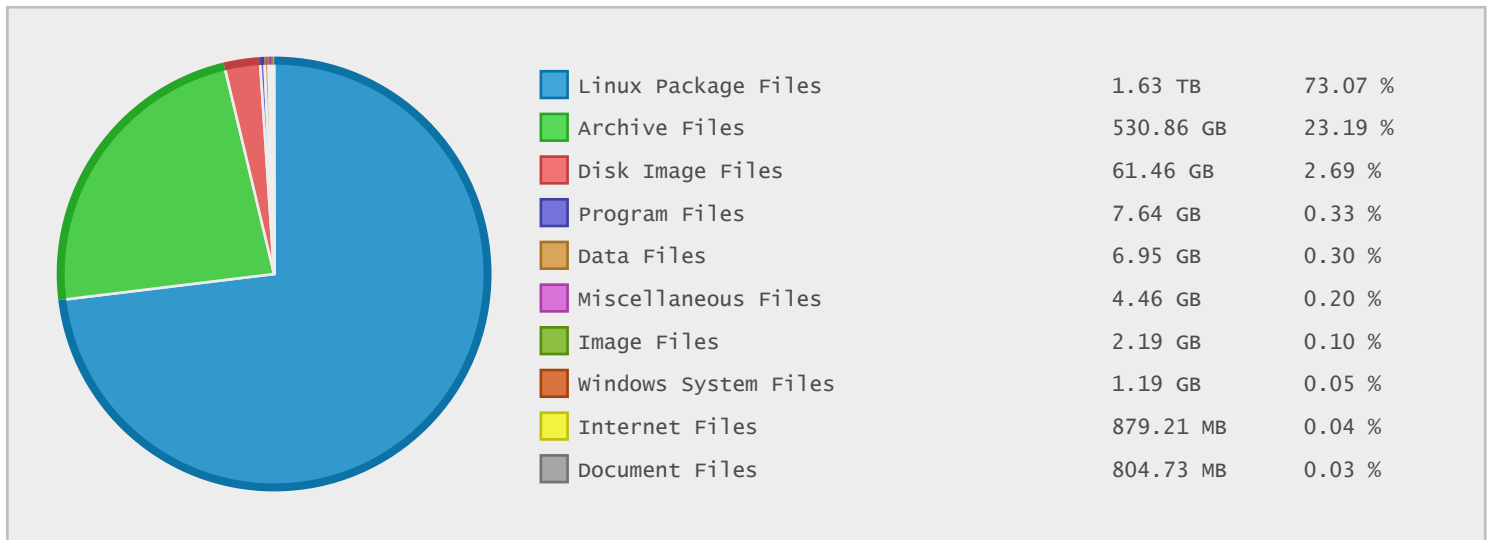 Linux Package Files 1.63 TB 73.07 %
Archive Files 530.86 GB 23.19 %
Disk Image Files 61.46 GB 2.69 %
Program Files 7.64 GB 0.33 %
Data Files 6.95 GB 0.30 %
Miscellaneous Files 4.46 GB 0.20 %
Image Files 2.19 GB 0.10 %
Windows System Files 1.19 GB 0.05 %
Internet Files 879.21 MB 0.04 %
Document Files 804.73 MB 0.03 %